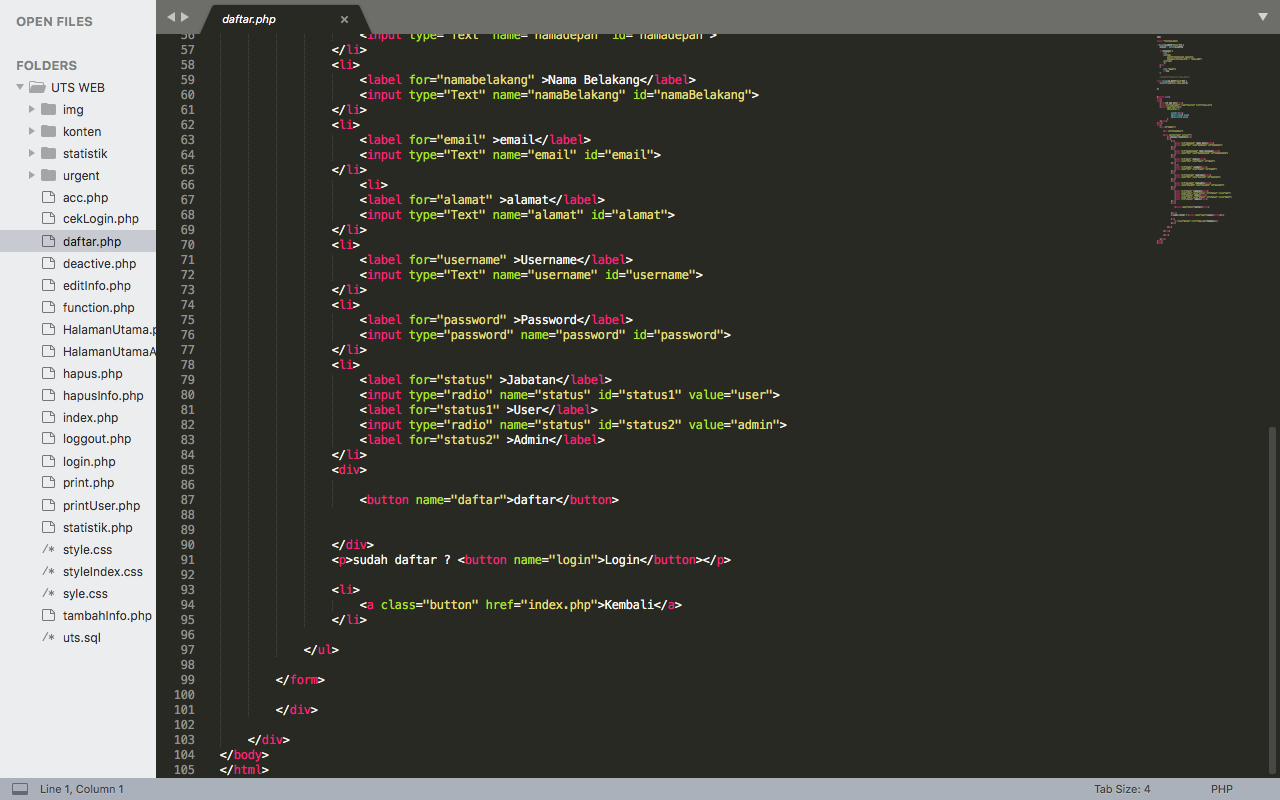 OPEN FILES
FOLDERS
UTS WEB
img
konten
statistik
urgent
acc.php
cekLogin.php
daftar.php
deactive.php
editInfo.php
function.php
HalamanUtama.p
HalamanUtamaA
hapus.php
hapusInfo.php
index.php
loggout.php
login.php
print.php
printUser.php
statistik.php
/* style.css
/* styleIndex.css
/* syle.css
tambahInfo.php
/* uts.sql
daftar.php ×
56 <input type="Text" name="namadepan" id="namadepan">
57 </li>
58 <li>
59 <label for="namabelakang" >Nama Belakang</label>
60 <input type="Text" name="namaBelakang" id="namaBelakang">
61 </li>
62 <li>
63 <label for="email" >email</label>
64 <input type="Text" name="email" id="email">
65 </li>
66 <li>
67 <label for="alamat" >alamat</label>
68 <input type="Text" name="alamat" id="alamat">
69 </li>
70 <li>
71 <label for="username" >Username</label>
72 <input type="Text" name="username" id="username">
73 </li>
74 <li>
75 <label for="password" >Password</label>
76 <input type="password" name="password" id="password">
77 </li>
78 <li>
79 <label for="status" >Jabatan</label>
80 <input type="radio" name="status" id="status1" value="user">
81 <label for="status1" >User</label>
82 <input type="radio" name="status" id="status2" value="admin">
83 <label for="status2" >Admin</label>
84 </li>
85 <div>
86
87 <button name="daftar">daftar</button>
88
89
90 </div>
91 <p>sudah daftar ? <button name="login">Login</button></p>
92
93 <li>
94 <a class="button" href="index.php">Kembali</a>
95 </li>
96
97 </ul>
98
99 </form>
100
101 </div>
102
103 </div>
104 </body>
105 </html>
Line 1, Column 1
Tab Size: 4
PHP